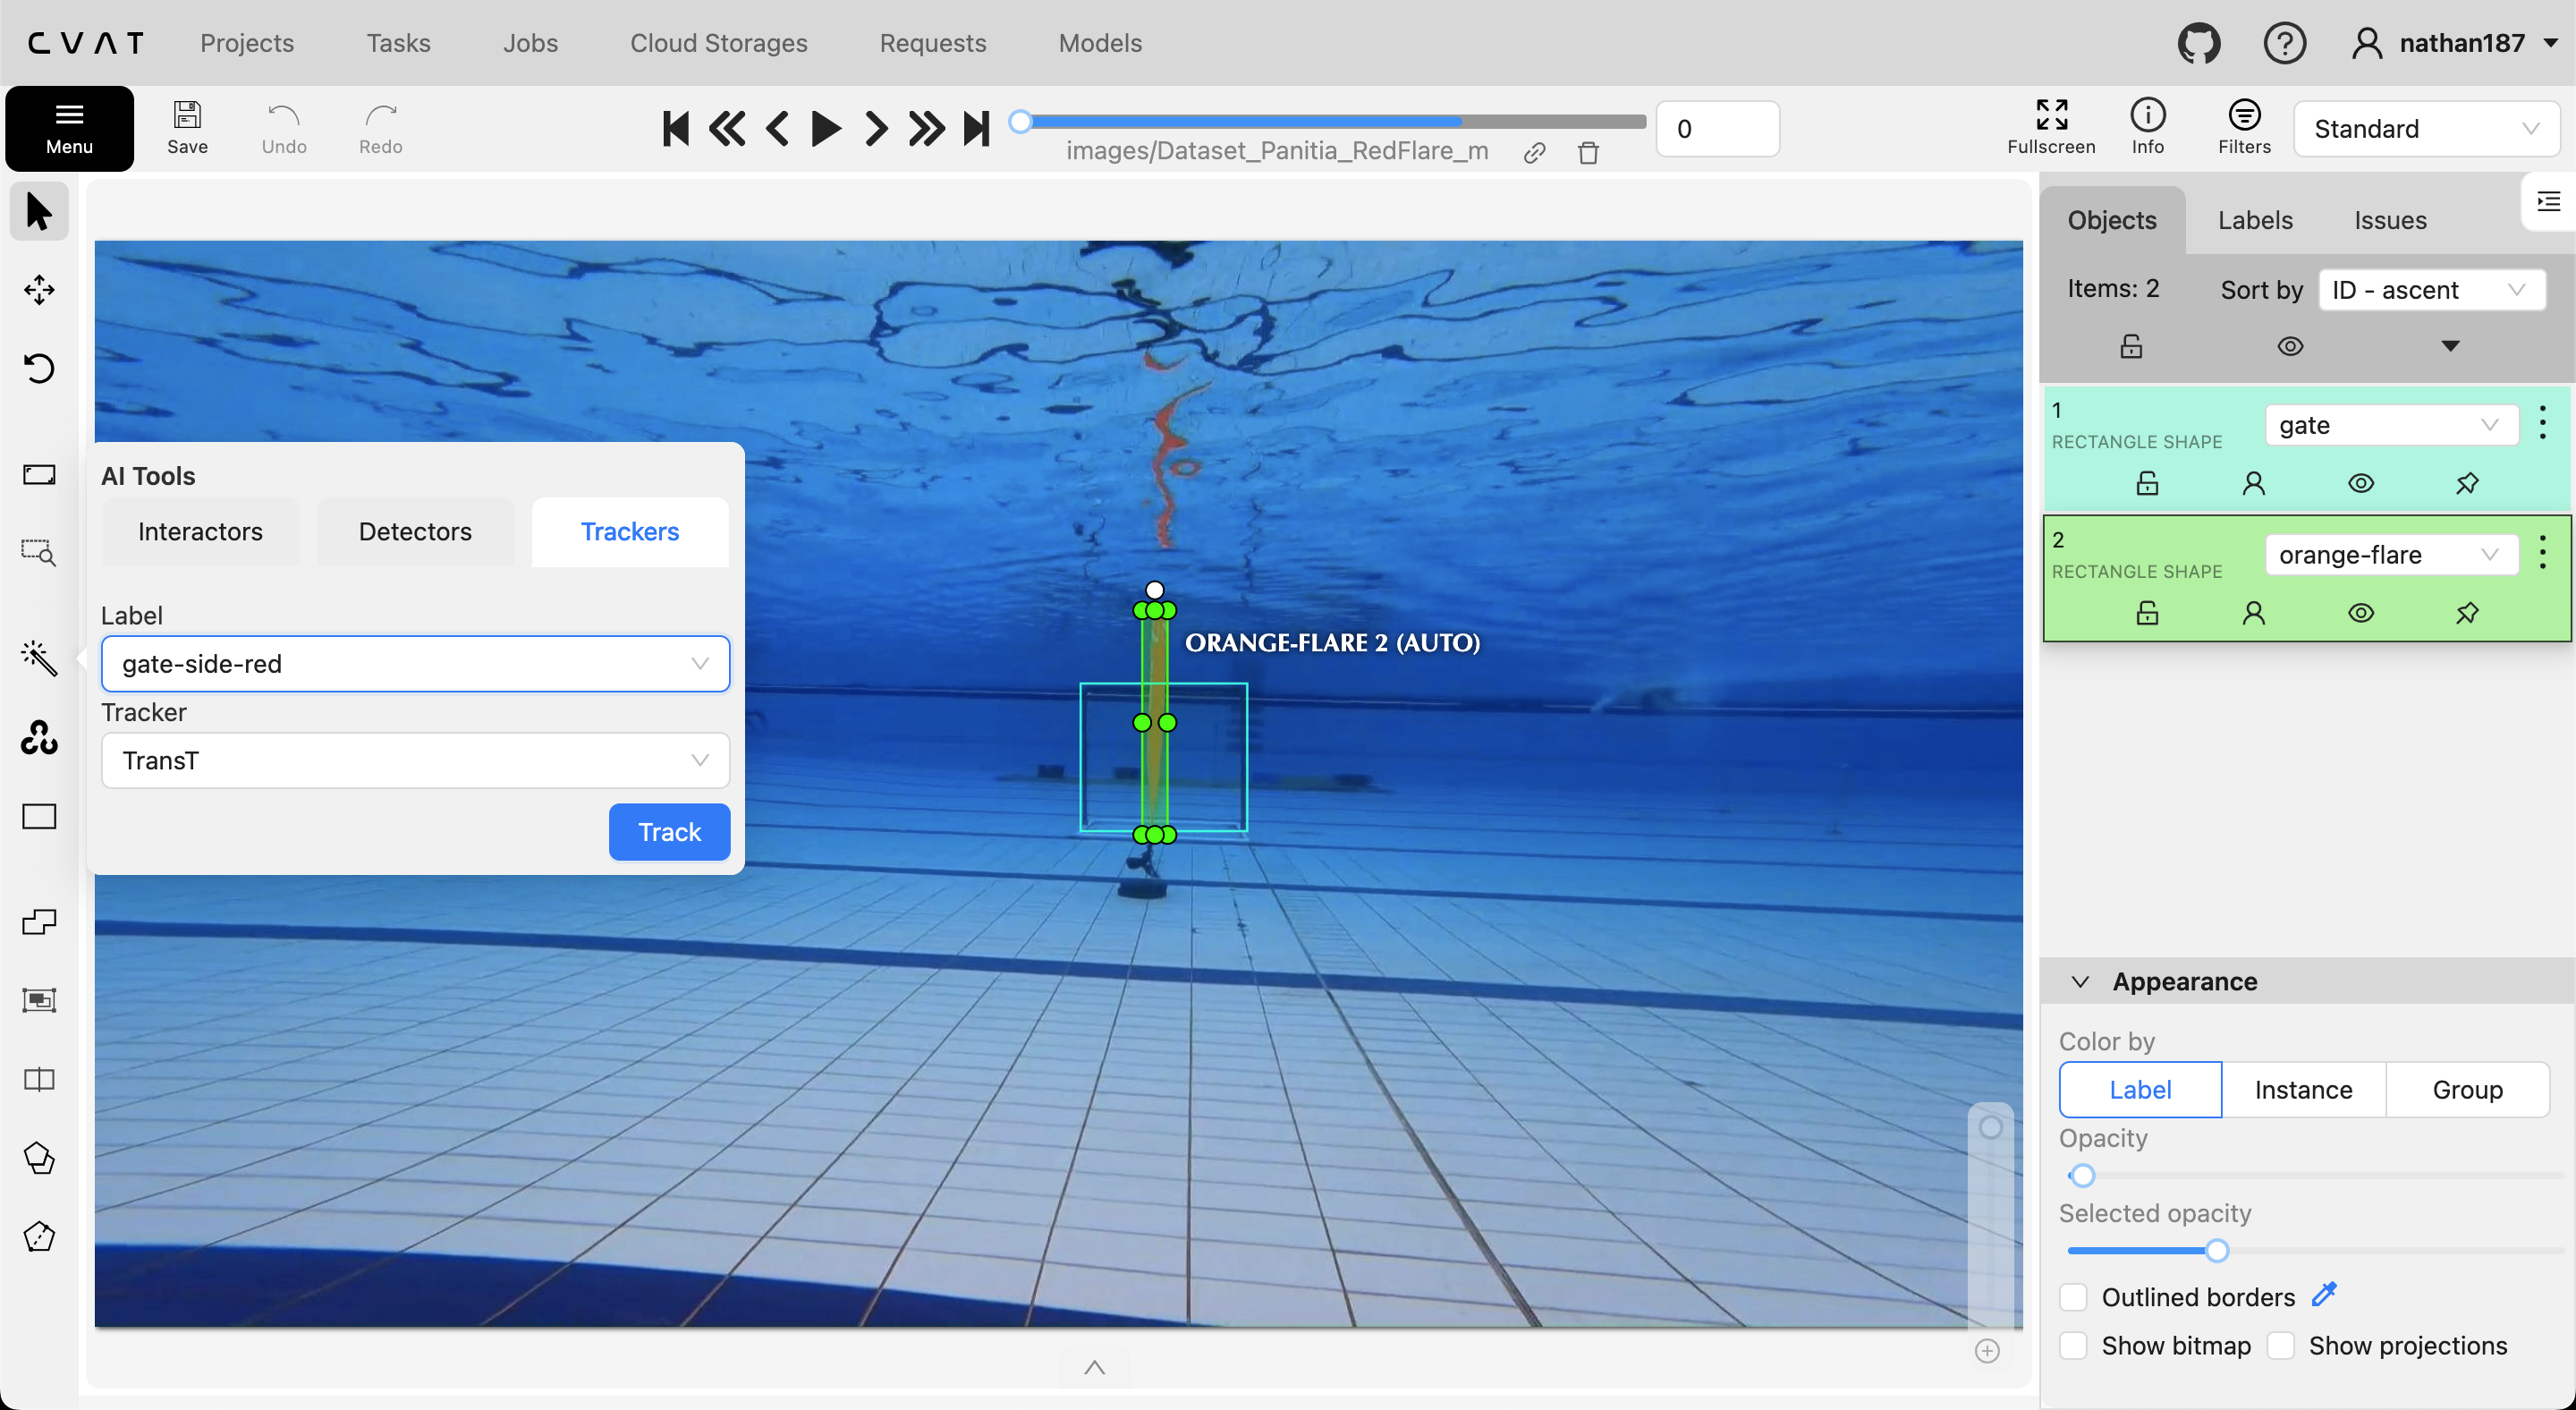 CVAT Projects Tasks Jobs Cloud Storages Requests Models nathan187
Menu Save Undo Redo
images/Dataset_Panitia_RedFlare_m
0
Fullscreen Info Filters Standard
Objects Labels Issues
Items: 2 Sort by ID - ascent
1 gate
RECTANGLE SHAPE
2 orange-flare
RECTANGLE SHAPE
AI Tools
Interactors Detectors Trackers
Label
gate-side-red
Tracker
TransT
Track
ORANGE-FLARE 2 (AUTO)
Appearance
Color by
Label Instance Group
Opacity
Selected opacity
Outlined borders
Show bitmap Show projections